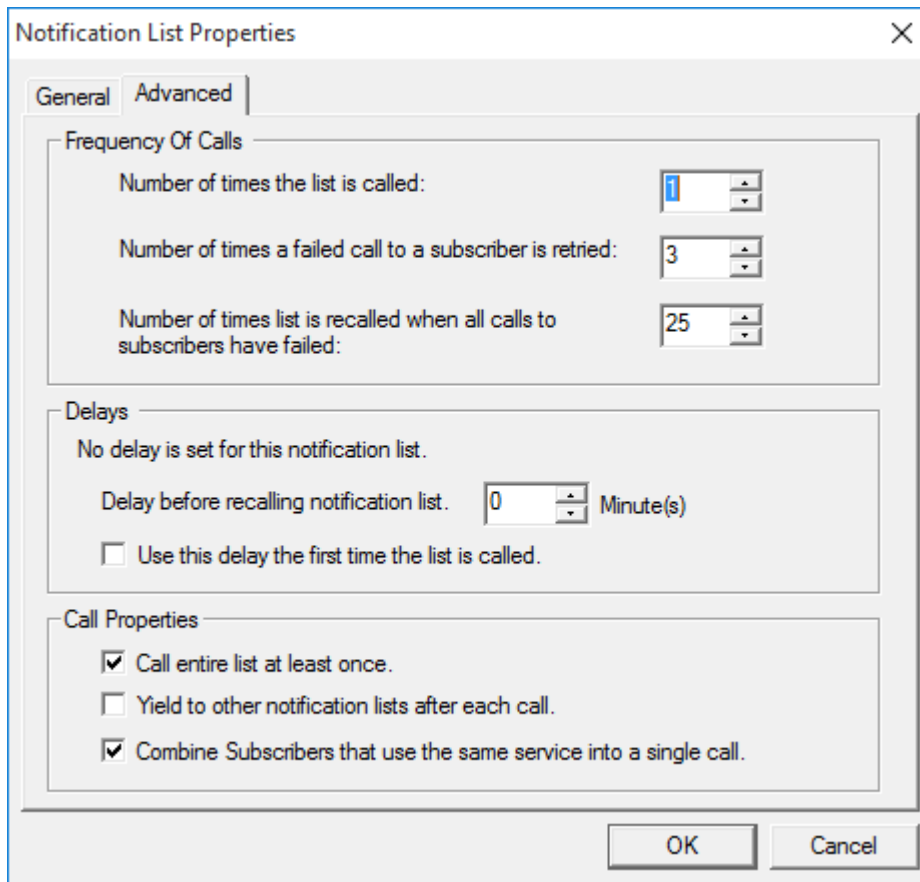 Notification List Properties
General
Advanced
Frequency Of Calls
Number of times the list is called:
1
Number of times a failed call to a subscriber is retried:
3
Number of times list is recalled when all calls to
subscribers have failed:
25
Delays
No delay is set for this notification list.
Delay before recalling notification list.
0
Minute(s)
Use this delay the first time the list is called.
Call Properties
Call entire list at least once.
Yield to other notification lists after each call.
Combine Subscribers that use the same service into a single call.
OK
Cancel